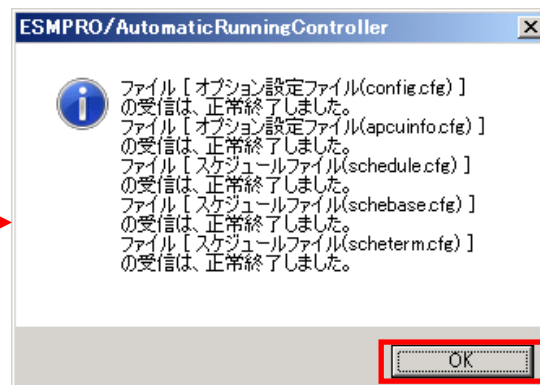 ESMPRO/AutomaticRunningController
ファイル [ オプション設定ファイル(config.cfg) ]
の受信は、正常終了しました。
ファイル [ オプション設定ファイル(apcuinfo.cfg) ]
の受信は、正常終了しました。
ファイル [ スケジュールファイル(schedule.cfg) ]
の受信は、正常終了しました。
ファイル [ スケジュールファイル(schebase.cfg) ]
の受信は、正常終了しました。
ファイル [ スケジュールファイル(scheterm.cfg) ]
の受信は、正常終了しました。
OK